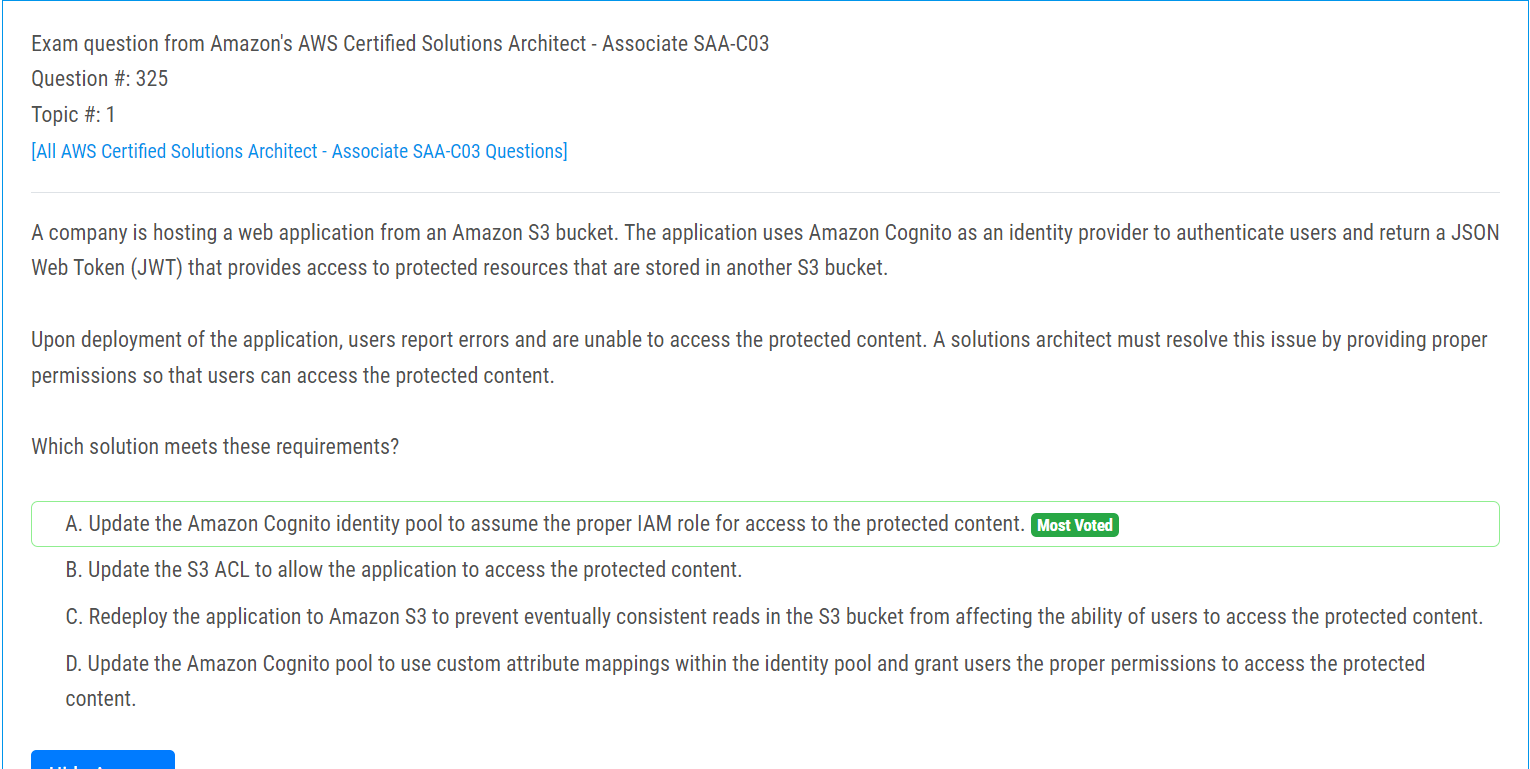 Exam question from Amazon's AWS Certified Solutions Architect - Associate SAA-C03
Question #: 325
Topic #: 1
[All AWS Certified Solutions Architect - Associate SAA-C03 Questions]
A company is hosting a web application from an Amazon S3 bucket. The application uses Amazon Cognito as an identity provider to authenticate users and return a JSON
Web Token (JWT) that provides access to protected resources that are stored in another S3 bucket.
Upon deployment of the application, users report errors and are unable to access the protected content. A solutions architect must resolve this issue by providing proper
permissions so that users can access the protected content.
Which solution meets these requirements?
A. Update the Amazon Cognito identity pool to assume the proper IAM role for access to the protected content. Most Voted
B. Update the S3 ACL to allow the application to access the protected content.
C. Redeploy the application to Amazon S3 to prevent eventually consistent reads in the S3 bucket from affecting the ability of users to access the protected content.
D. Update the Amazon Cognito pool to use custom attribute mappings within the identity pool and grant users the proper permissions to access the protected
content.